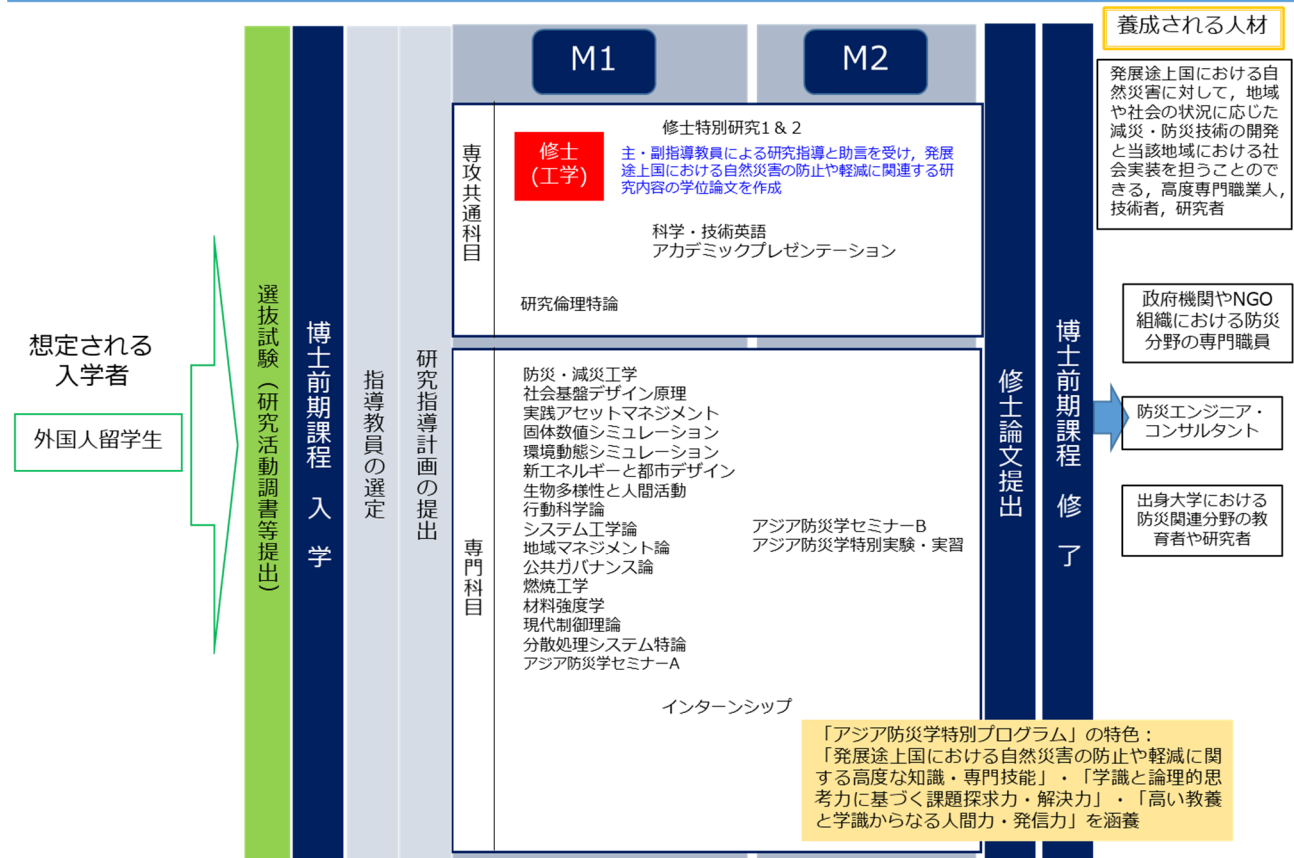 想定される
入学者
外国人留学生
選抜試験(研究活動調書等提出)
博士前期課程 入 学
指導教員の選定
研究指導計画の提出
M1
M2
専攻共通科目
修士
(工学)
修士特別研究1&2
主・副指導教員による研究指導と助言を受け,発展
途上国における自然災害の防止や軽減に関連する研
究内容の学位論文を作成
科学・技術英語
アカデミックプレゼンテーション
研究倫理特論
専門科目
防災・減災工学
社会基盤デザイン原理
実践アセットマネジメント
固体数値シミュレーション
環境動態シミュレーション
新エネルギーと都市デザイン
生物多様性と人間活動
行動科学論
システム工学論
地域マネジメント論
公共ガバナンス論
燃焼工学
材料強度学
現代制御理論
分散処理システム特論
アジア防災学セミナーA
アジア防災学セミナーB
アジア防災学特別実験・実習
インターンシップ
修士論文提出
博士前期課程 修 了
養成される人材
発展途上国における自
然災害に対して,地域
や社会の状況に応じた
減災・防災技術の開発
と当該地域における社
会実装を担うことので
きる,高度専門職業人,
技術者,研究者
政府機関やNGO
組織における防災
分野の専門職員
防災エンジニア・
コンサルタント
出身大学における
防災関連分野の教
育者や研究者
「アジア防災学特別プログラム」の特色:
「発展途上国における自然災害の防止や軽減に関
する高度な知識・専門技能」・「学識と論理的思
考力に基づく課題探求力・解決力」・「高い教養
と学識からなる人間力・発信力」を涵養